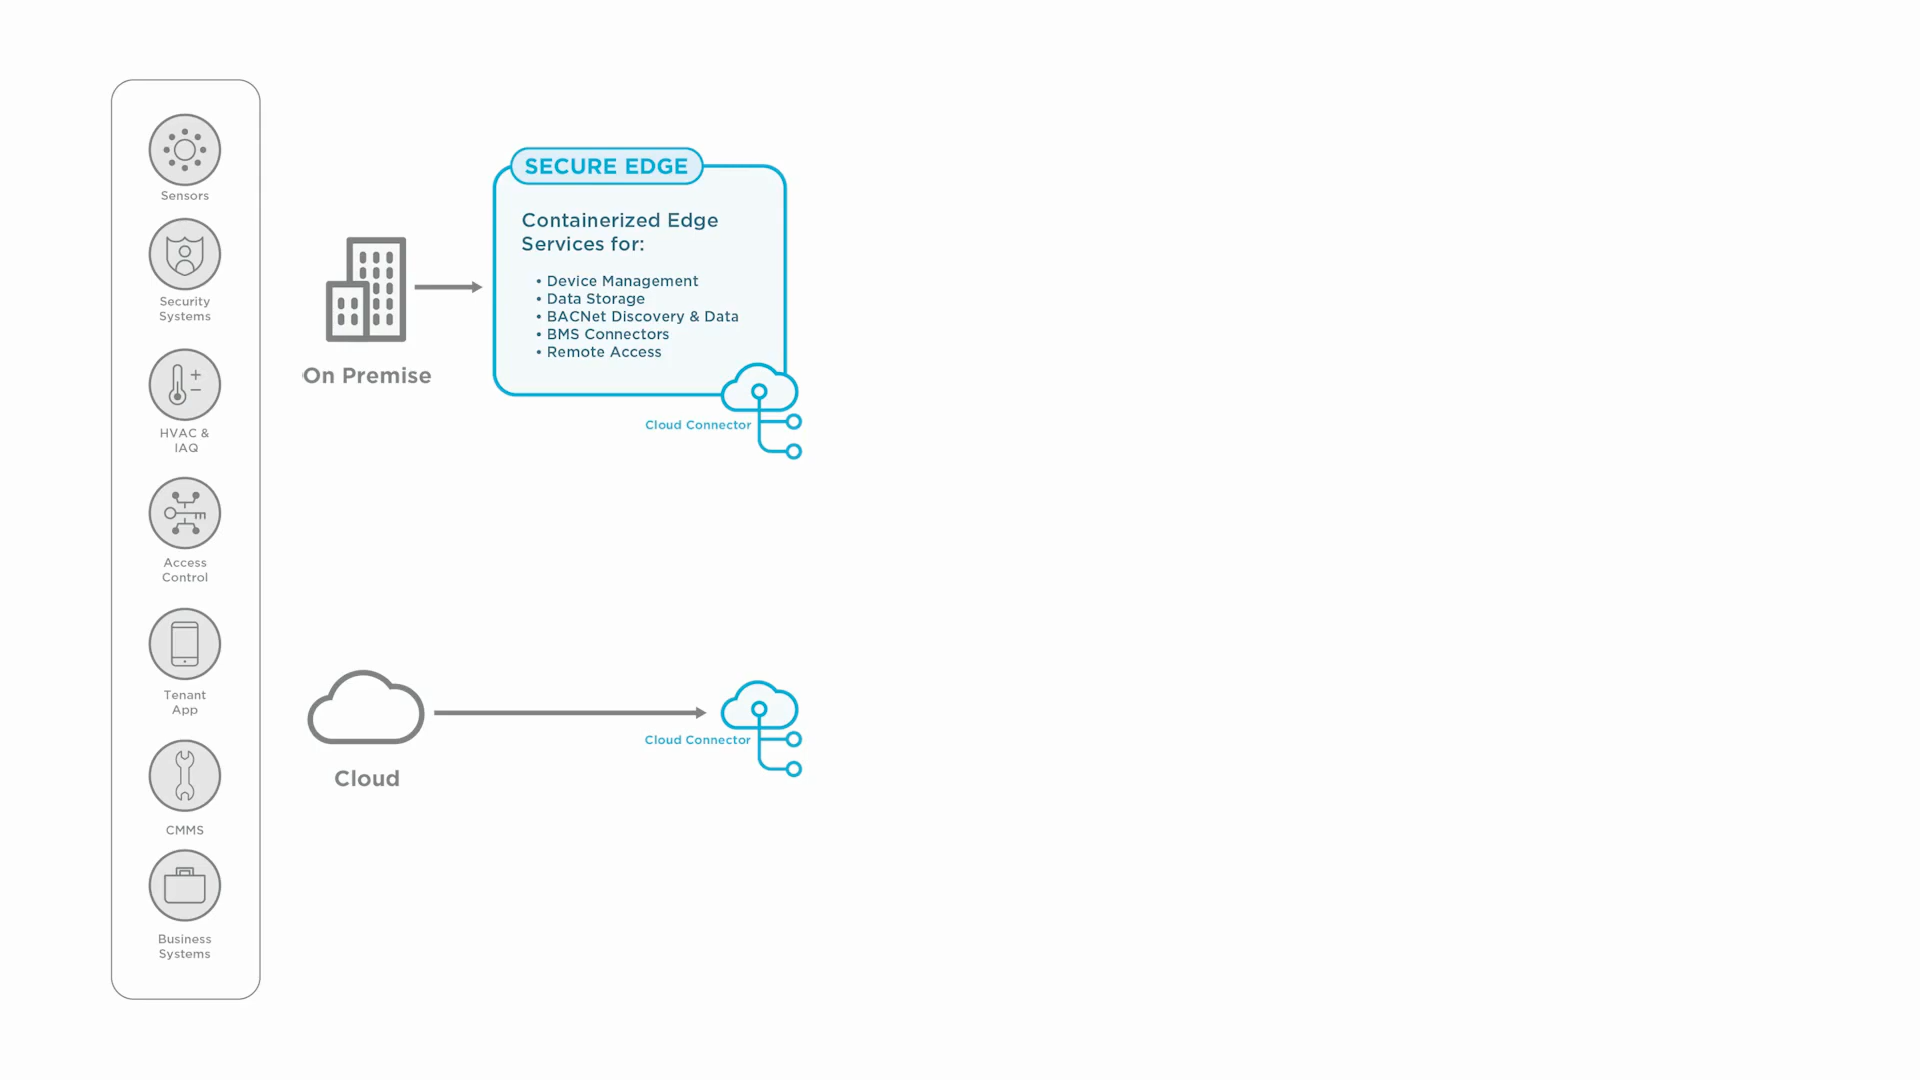 Sensors
Security
Systems
HVAC &
IAQ
Access
Control
Tenant
App
CMMS
Business
Systems
On Premise
SECURE EDGE
Containerized Edge
Services for:
• Device Management
• Data Storage
• BACNet Discovery & Data
• BMS Connectors
• Remote Access
Cloud Connector
Cloud
Cloud Connector